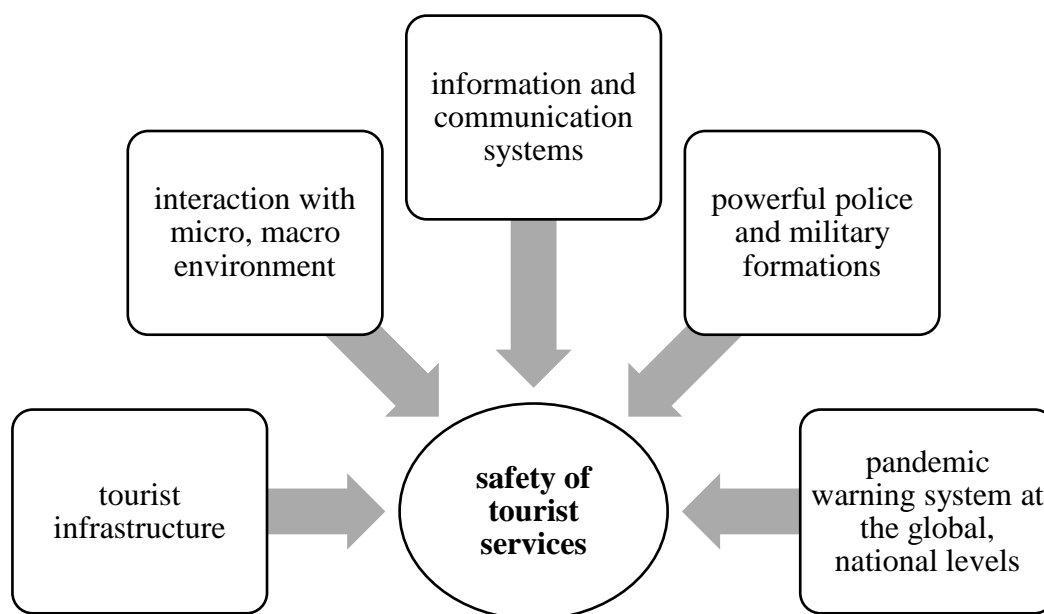 information and
communication
systems
interaction with
micro, macro
environment
powerful police
and military
formations
tourist
infrastructure
safety of
tourist
services
pandemic
warning system at
the global,
national levels